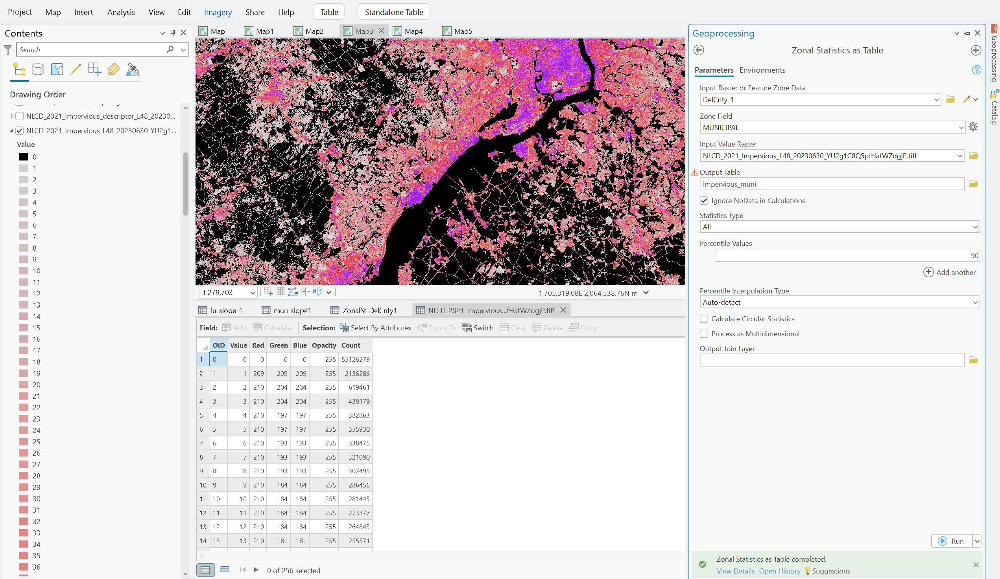 Project Map Insert Analysis View Edit Imagery Share Help Table Standalone Table
Contents
Search
Drawing Order
NLCD_2021_Impervious_descriptor_L48_20230...
NLCD_2021_Impervious_L48_20230630_YU2g1...
Value
0
1
2
3
4
5
6
7
8
9
10
11
12
13
14
15
16
17
18
19
20
21
22
23
24
25
26
27
28
29
30
31
32
33
34
35
36
Map Map1 Map2 Map3 Map4 Map5
1:279,703 1,705,319.08E 2,064,538.76N m
lu_slope_1 mun_slope1 ZonalSt_DelCnty1 NLCD_2021_Impervious...fHatWZdgjP.tiff
Field: Add Calculate Selection: Select By Attributes Zoom To Switch Clear Delete Copy
OID Value Red Green Blue Opacity Count
1 0 0 0 0 0 255 55126279
2 1 1 209 209 209 255 2136286
3 2 2 210 204 204 255 619461
4 3 3 210 204 204 255 438179
5 4 4 210 197 197 255 382863
6 5 5 210 197 197 255 355930
7 6 6 210 193 193 255 338475
8 7 7 210 193 193 255 321090
9 8 8 210 193 193 255 302495
10 9 9 210 184 184 255 286456
11 10 10 210 184 184 255 281445
12 11 11 210 184 184 255 273377
13 12 12 210 184 184 255 264843
14 13 13 210 181 181 255 255571
0 of 256 selected
Geoprocessing
Zonal Statistics as Table
Parameters Environments
Input Raster or Feature Zone Data
DelCnty_1
Zone Field
MUNICIPAL_
Input Value Raster
NLCD_2021_Impervious_L48_20230630_YU2g1C8Q5pfHatWZdgjP.tiff
Output Table
Impervious_muni
Ignore NoData in Calculations
Statistics Type
All
Percentile Values
90
Add another
Percentile Interpolation Type
Auto-detect
Calculate Circular Statistics
Process as Multidimensional
Output Join Layer
Run
Zonal Statistics as Table completed.
View Details Open History Suggestions
Geoprocessing
Catalog